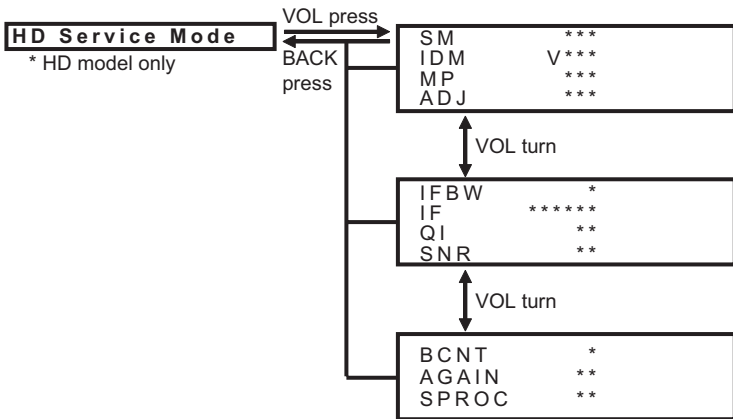 VOL press
HD Service Mode
* HD model only
BACK
press
SM ***
IDM V***
MP ***
ADJ ***
VOL turn
IFBW *
IF ******
QI **
SNR **
VOL turn
BCNT *
AGAIN **
SPROC **